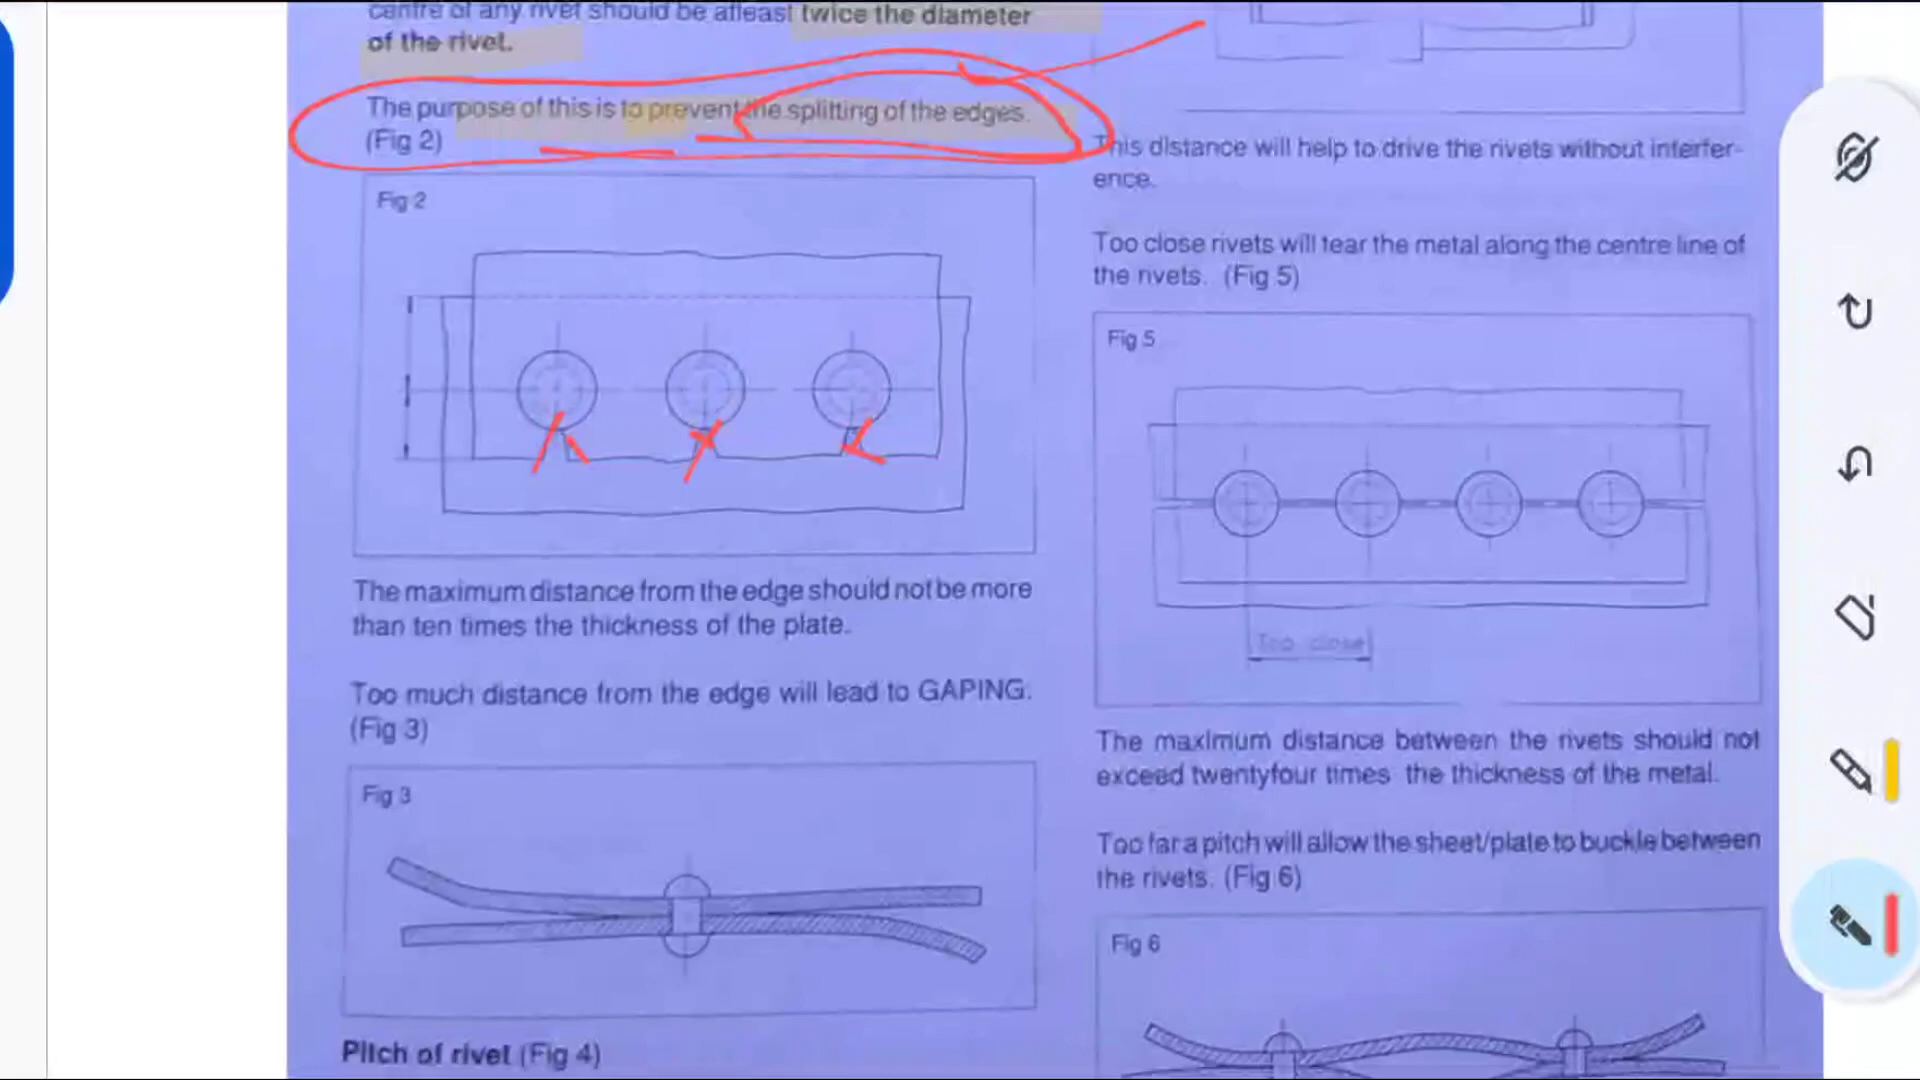 centre of any rivet should be atleast twice the diameter
of the rivet.
The purpose of this is to prevent the splitting of the edges.
(Fig 2)
Fig 2
The maximum distance from the edge should not be more
than ten times the thickness of the plate.
Too much distance from the edge will lead to GAPING.
(Fig 3)
Fig 3
Pitch of rivet (Fig 4)
This distance will help to drive the rivets without interfer-
ence.
Too close rivets will tear the metal along the centre line of
the rivets. (Fig 5)
Fig 5
Too close
The maximum distance between the rivets should not
exceed twentyfour times the thickness of the metal.
Too far a pitch will allow the sheet/plate to buckle between
the rivets. (Fig 6)
Fig 6